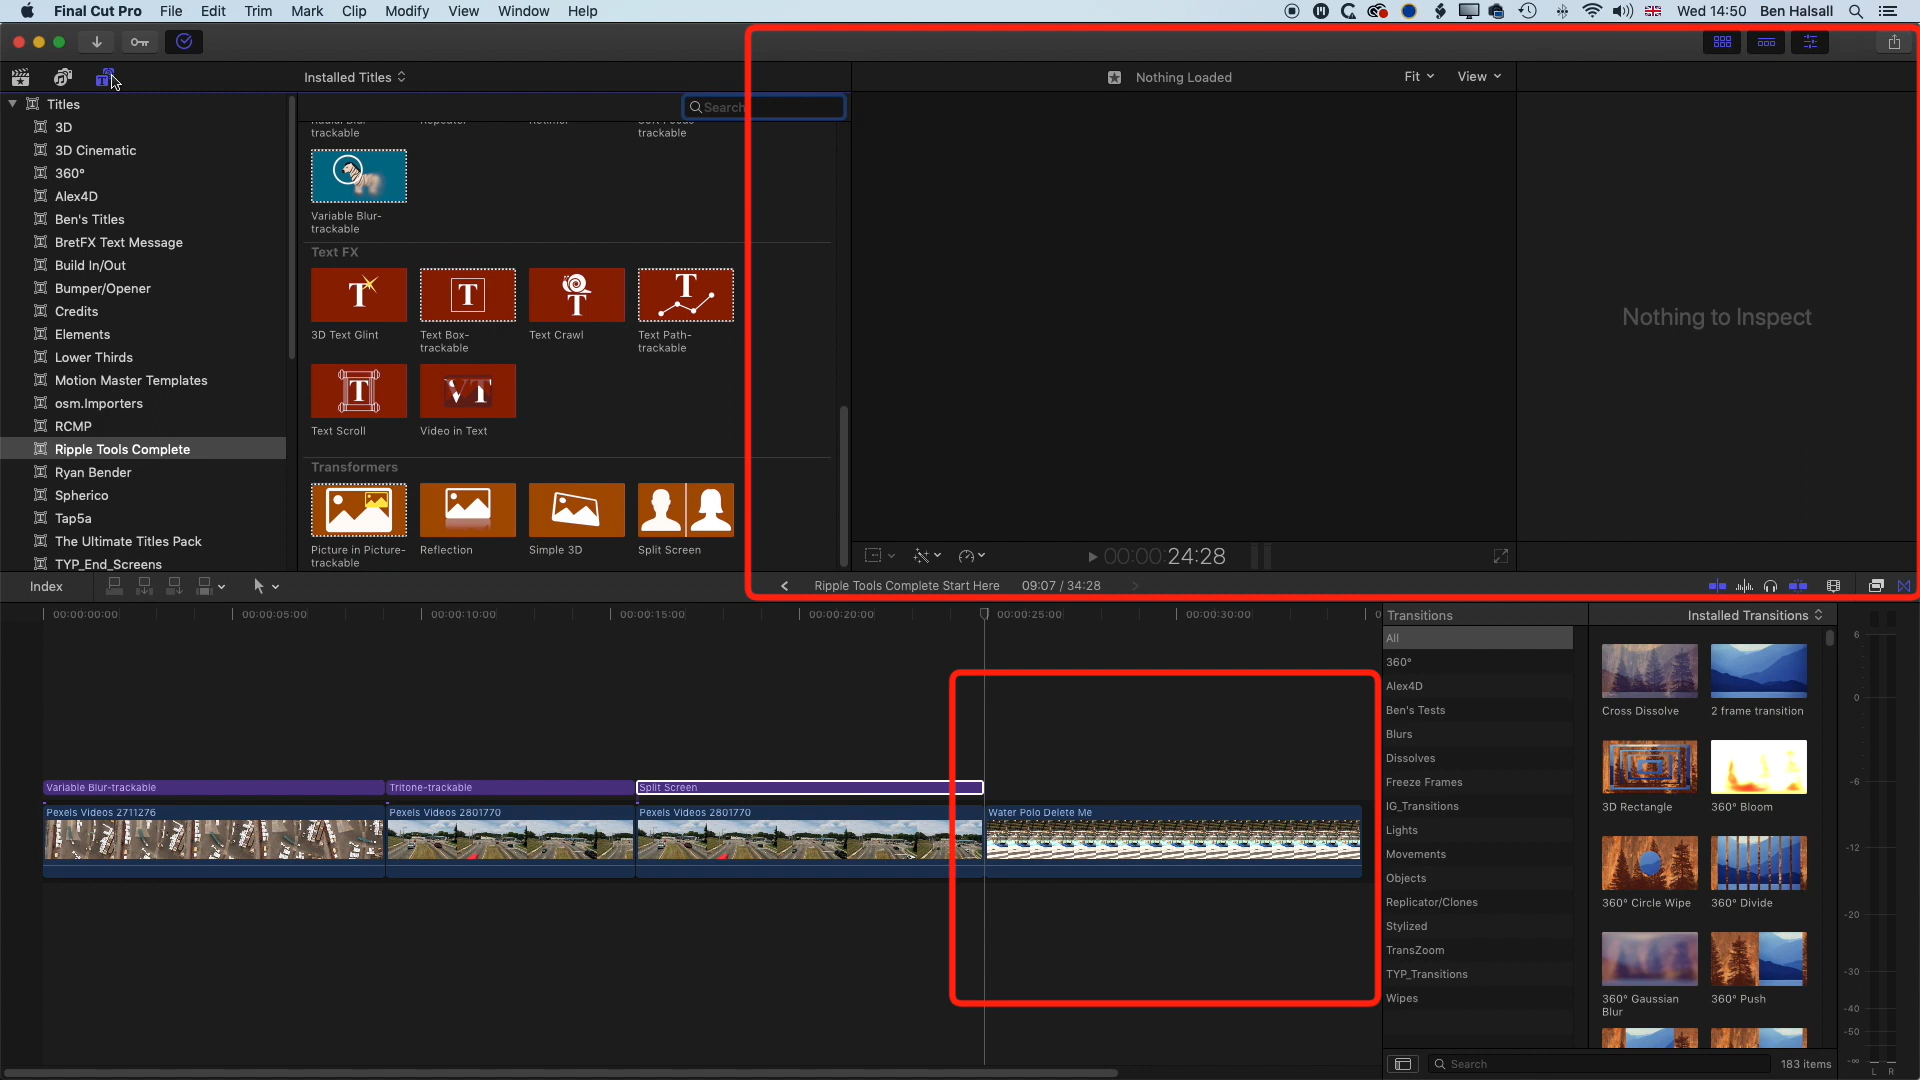 Final Cut Pro File Edit Trim Mark Clip Modify View Window Help
Wed 14:50 Ben Halsall
Installed Titles
Nothing Loaded
Fit
View
Titles
3D
3D Cinematic
360°
Alex4D
Ben's Titles
BretFX Text Message
Build In/Out
Bumper/Opener
Credits
Elements
Lower Thirds
Motion Master Templates
osm.Importers
RCMP
Ripple Tools Complete
Ryan Bender
Spherico
Tap5a
The Ultimate Titles Pack
TYP_End_Screens
Search
trackable
trackable
Variable Blur-
trackable
Text FX
3D Text Glint
Text Box-
trackable
Text Crawl
Text Path-
trackable
Text Scroll
Video in Text
Transformers
Picture in Picture-
trackable
Reflection
Simple 3D
Split Screen
Nothing to Inspect
00:00:24:28
Index
Ripple Tools Complete Start Here 09:07 / 34:28
00:00:00:00
00:00:05:00
00:00:10:00
00:00:15:00
00:00:20:00
00:00:25:00
00:00:30:00
Variable Blur-trackable
Tritone-trackable
Split Screen
Pexels Videos 2711276
Pexels Videos 2801770
Pexels Videos 2801770
Water Polo Delete Me
Transitions
Installed Transitions
All
360°
Alex4D
Ben's Tests
Blurs
Dissolves
Freeze Frames
IG_Transitions
Lights
Movements
Objects
Replicator/Clones
Stylized
TransZoom
TYP_Transitions
Wipes
Cross Dissolve
2 frame transition
3D Rectangle
360° Bloom
360° Circle Wipe
360° Divide
360° Gaussian
Blur
360° Push
6
0
-6
-12
-20
-30
-40
-50
-∞
L R
Search
183 items